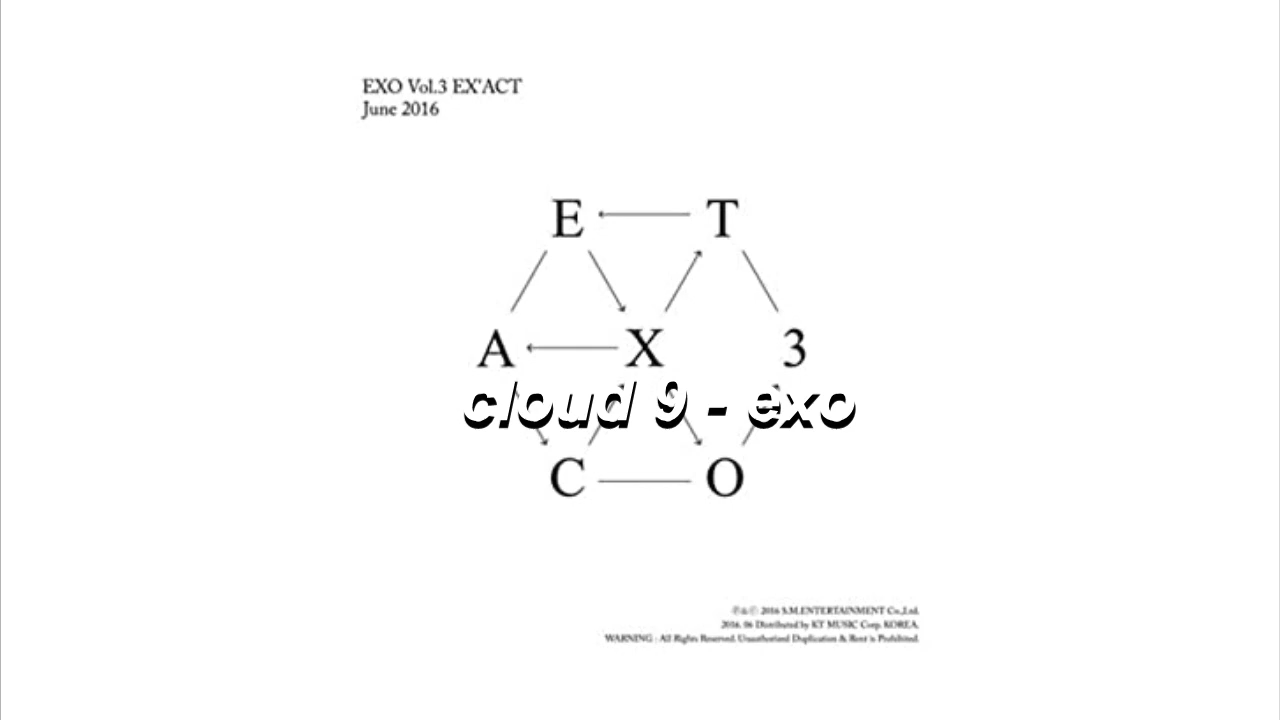 EXO Vol.3 EX'ACT
June 2016
E T
A X 3
cloud 9 - exo
C O
℗&© 2016 S.M.ENTERTAINMENT Co.,Ltd.
2016. 06 Distributed by KT MUSIC Corp. KOREA.
WARNING : All Rights Reserved. Unauthorized Duplication & Rent is Prohibited.